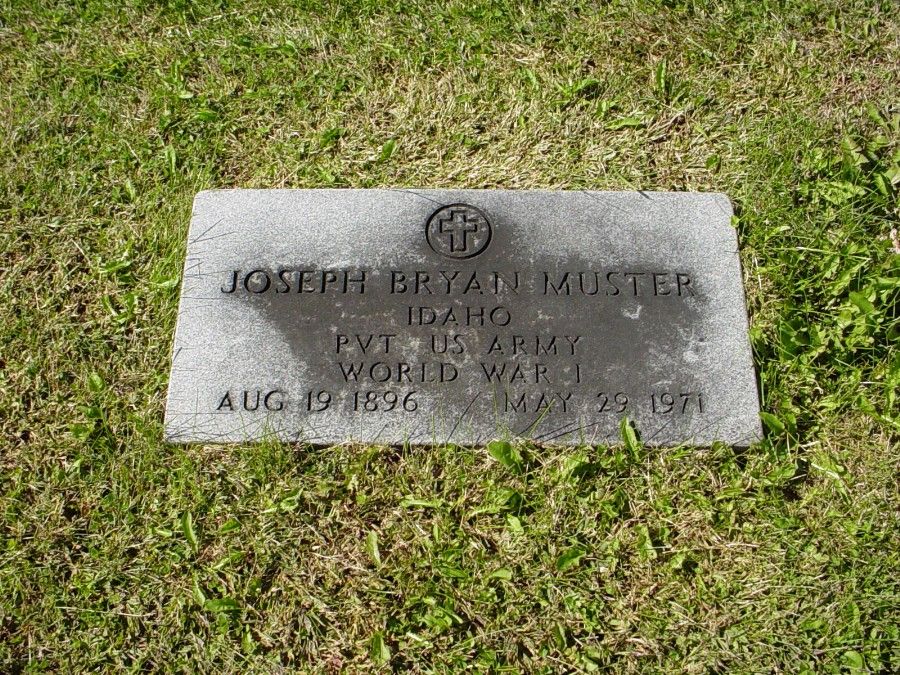 JOSEPH BRYAN MUSTER
IDAHO
PVT US ARMY
WORLD WAR I
AUG 19 1896 MAY 29 1971